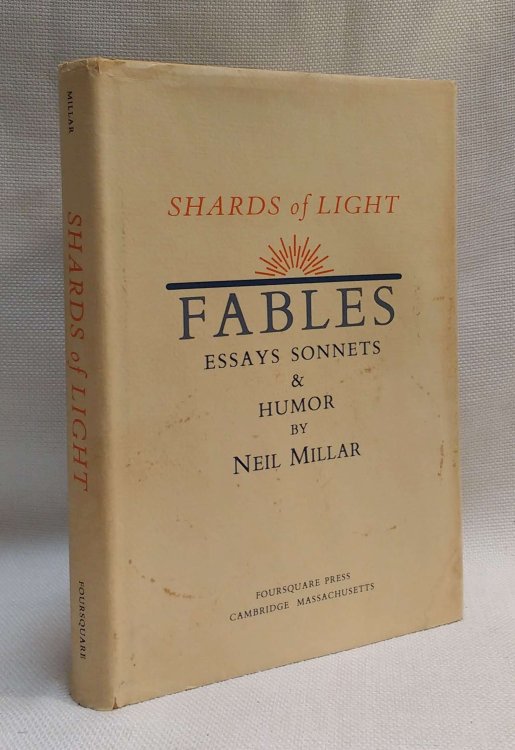 MILLAR
SHARDS of LIGHT
FOURSQUARE
SHARDS of LIGHT
FABLES
ESSAYS SONNETS
&
HUMOR
BY
NEIL MILLAR
FOURSQUARE PRESS
CAMBRIDGE MASSACHUSETTS